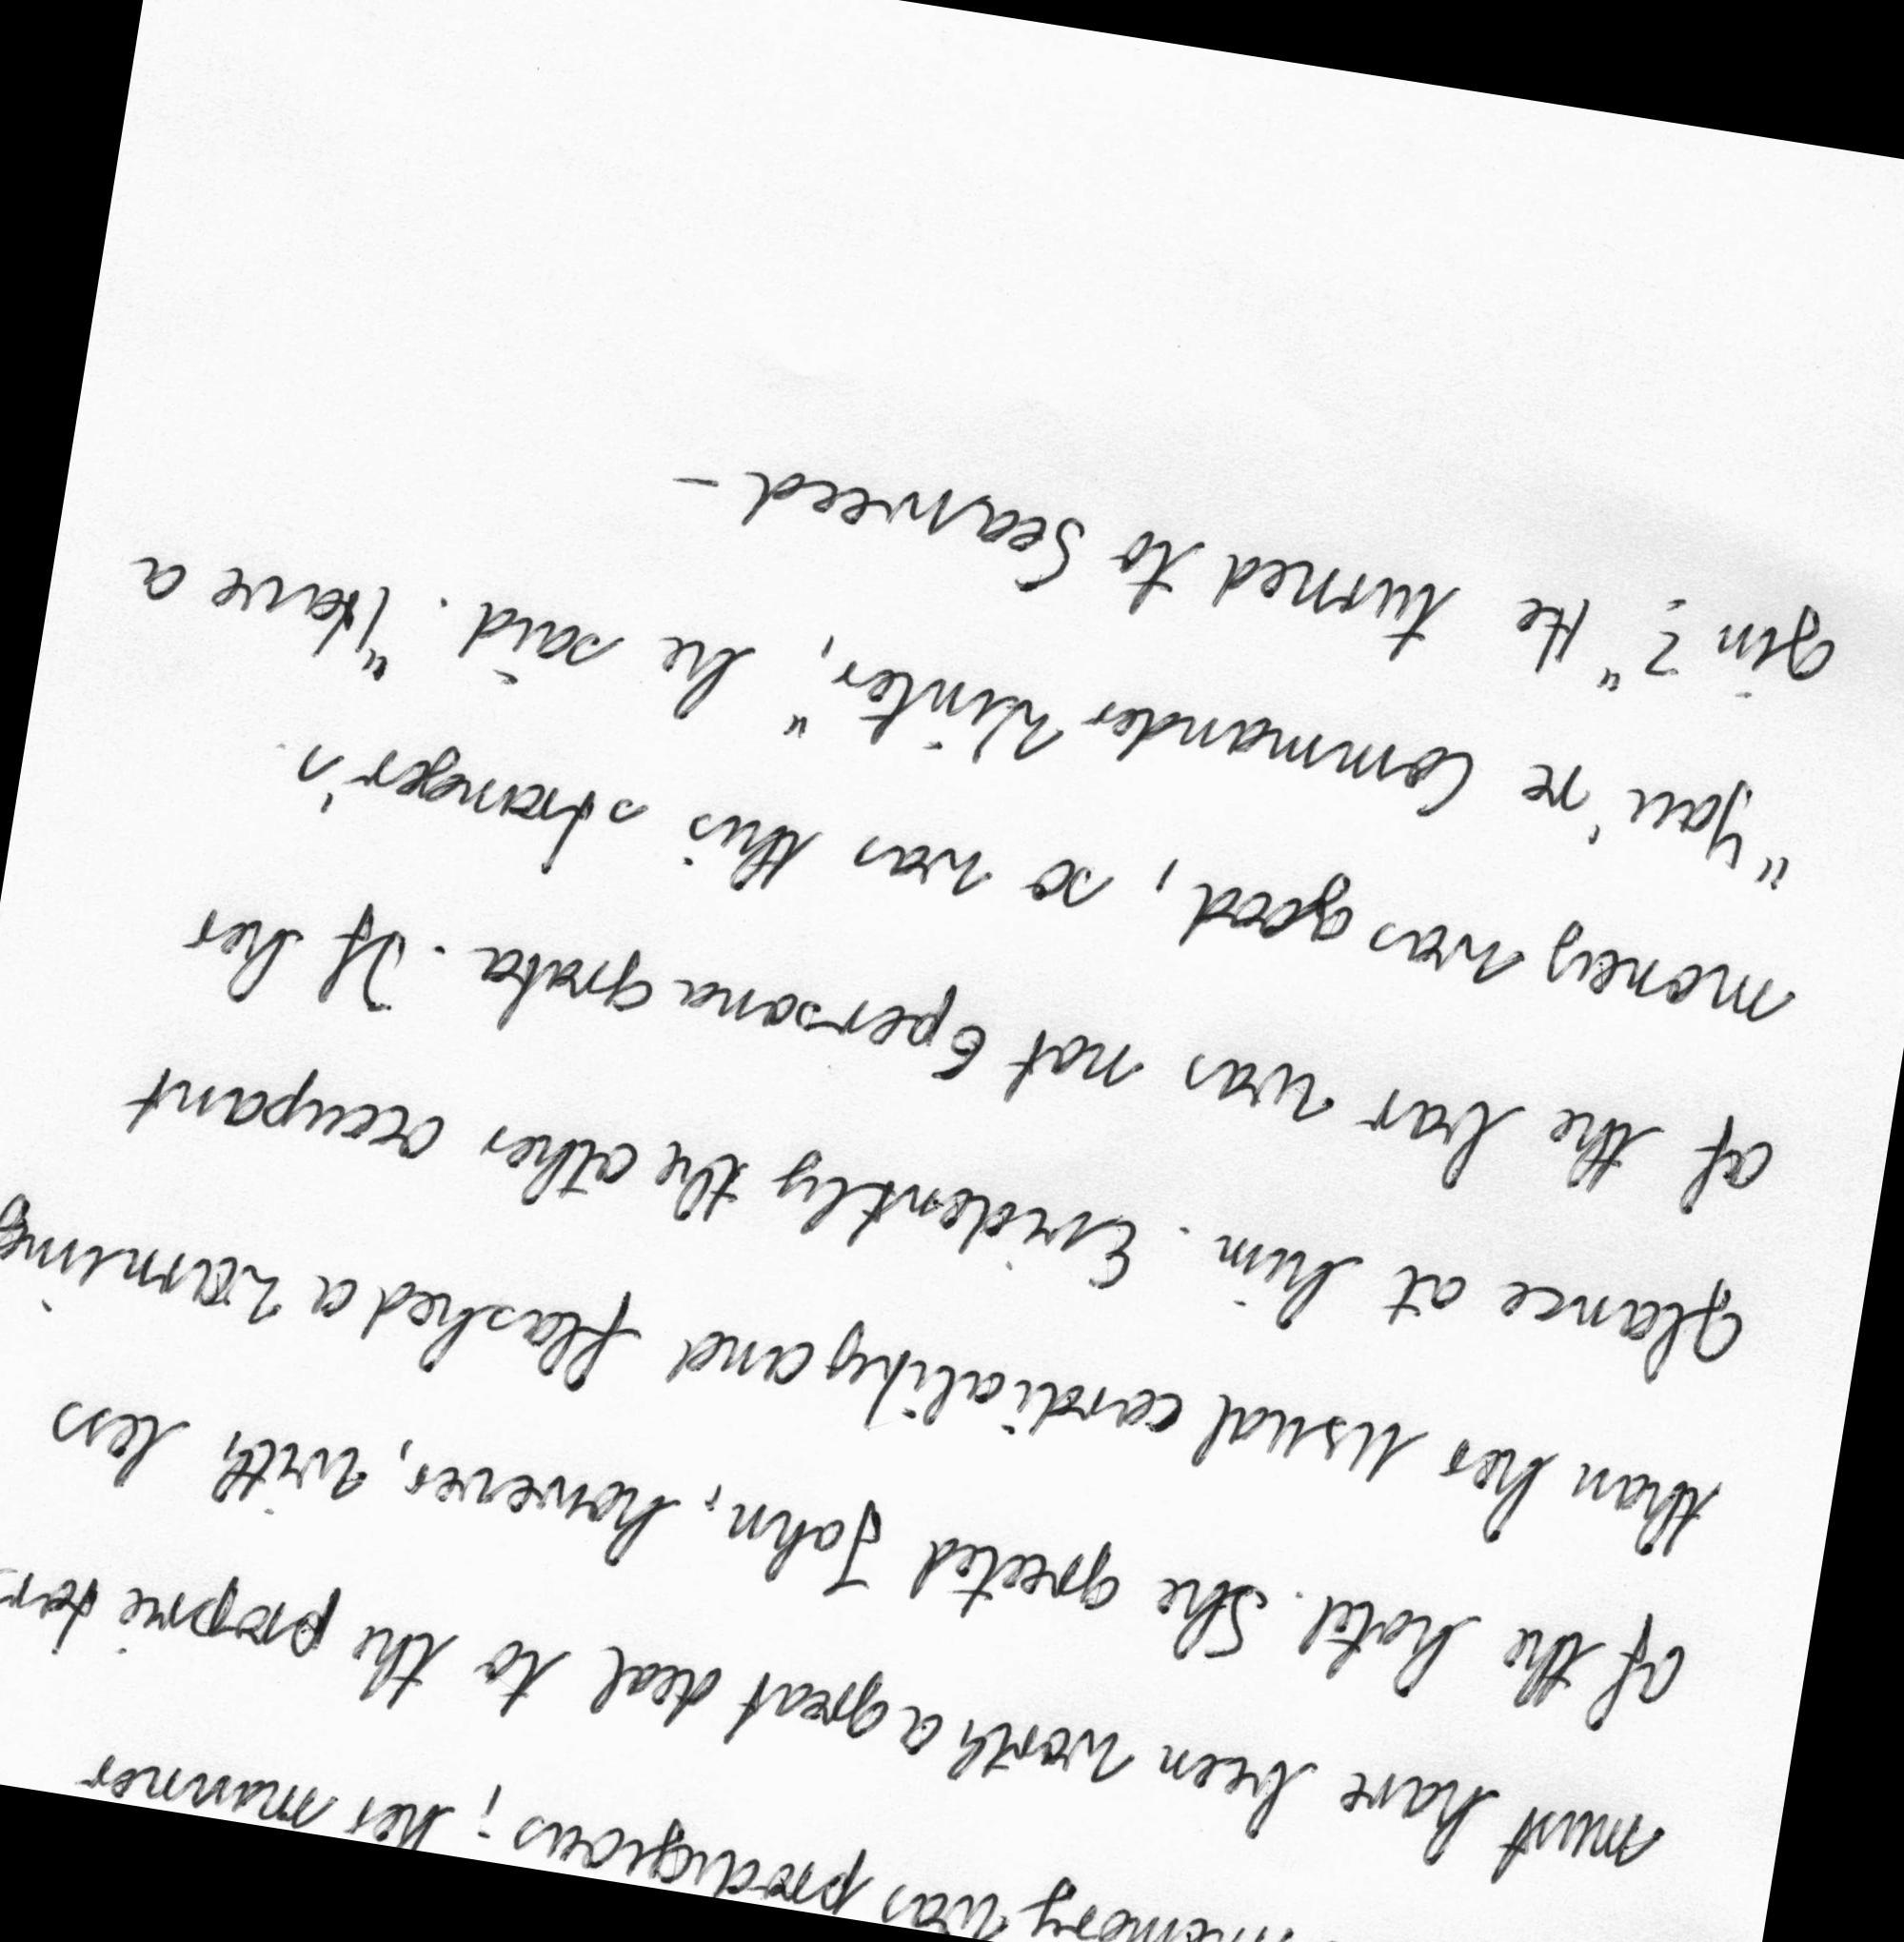 memory was prodigious; her manner
must have been worth a great deal to the proprietor
of the hotel. She greeted John, however, with less
than her usual cordiality and flashed a warning
glance at him. Evidently the other occupant
of the bar was not persona grata. If her
money was good, so was this stranger's.
"You're Commander Winter," he said. "Have a
gin?" He turned to Seaweed -